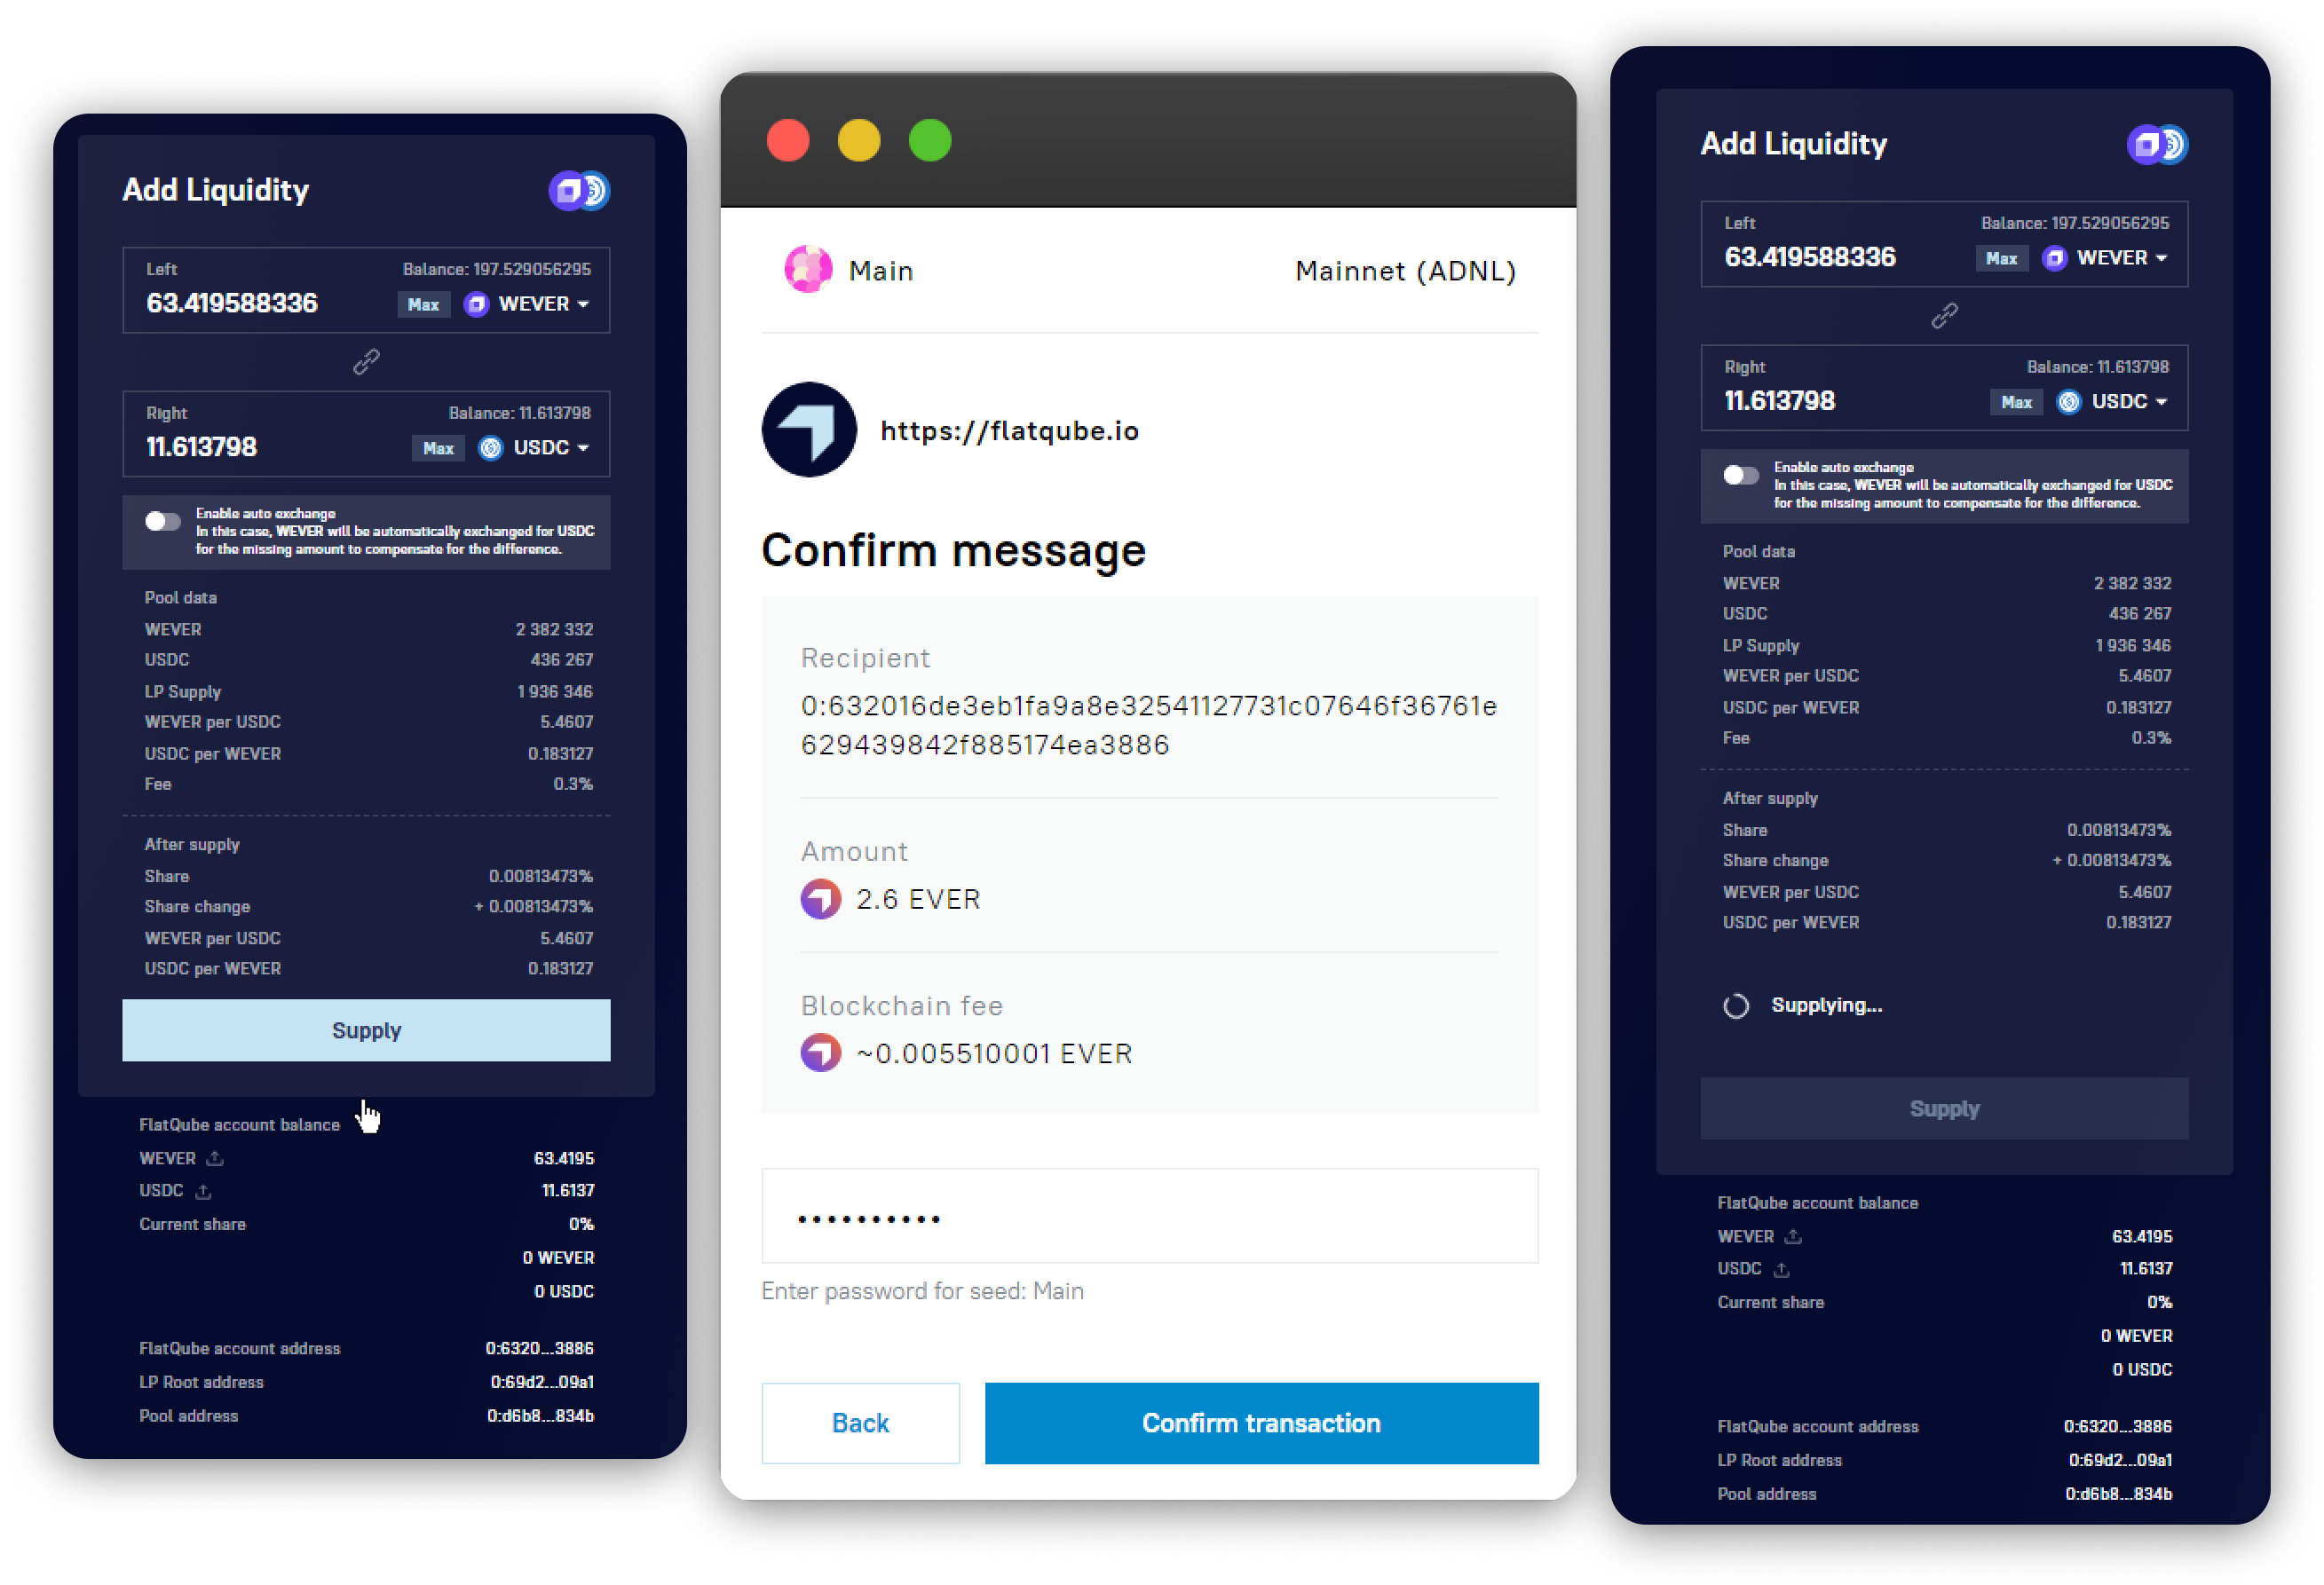 Add Liquidity
Left Balance: 197.529056295
63.419588336 Max WEVER
Right Balance: 11.613798
11.613798 Max USDC
Enable auto exchange
In this case, WEVER will be automatically exchanged for USDC
for the missing amount to compensate for the difference.
Pool data
WEVER 2 382 332
USDC 436 267
LP Supply 1 936 346
WEVER per USDC 5.4607
USDC per WEVER 0.183127
Fee 0.3%
After supply
Share 0.00813473%
Share change + 0.00813473%
WEVER per USDC 5.4607
USDC per WEVER 0.183127
Supply
FlatQube account balance
WEVER 63.4195
USDC 11.6137
Current share 0%
0 WEVER
0 USDC
FlatQube account address 0:6320...3886
LP Root address 0:69d2...09a1
Pool address 0:d6b8...834b
Main Mainnet (ADNL)
https://flatqube.io
Confirm message
Recipient
0:632016de3eb1fa9a8e32541127731c07646f36761e
629439842f885174ea3886
Amount
2.6 EVER
Blockchain fee
~0.005510001 EVER
••••••••••
Enter password for seed: Main
Back Confirm transaction
Add Liquidity
Left Balance: 197.529056295
63.419588336 Max WEVER
Right Balance: 11.613798
11.613798 Max USDC
Enable auto exchange
In this case, WEVER will be automatically exchanged for USDC
for the missing amount to compensate for the difference.
Pool data
WEVER 2 382 332
USDC 436 267
LP Supply 1 936 346
WEVER per USDC 5.4607
USDC per WEVER 0.183127
Fee 0.3%
After supply
Share 0.00813473%
Share change + 0.00813473%
WEVER per USDC 5.4607
USDC per WEVER 0.183127
Supplying...
Supply
FlatQube account balance
WEVER 63.4195
USDC 11.6137
Current share 0%
0 WEVER
0 USDC
FlatQube account address 0:6320...3886
LP Root address 0:69d2...09a1
Pool address 0:d6b8...834b